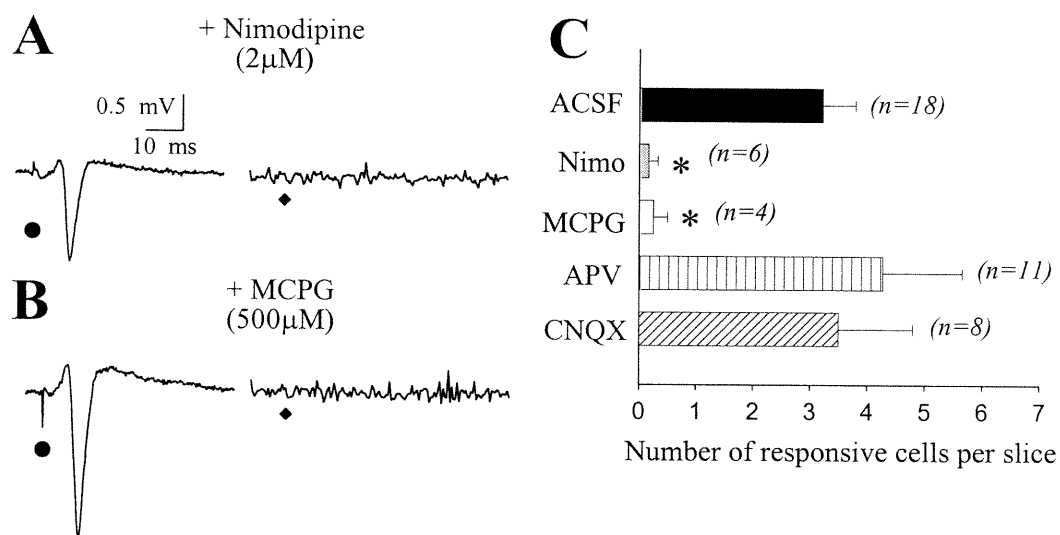 A
+ Nimodipine
(2μM)
0.5 mV
10 ms
B
+ MCPG
(500μM)
C
ACSF
(n=18)
Nimo
* (n=6)
MCPG
* (n=4)
APV
(n=11)
CNQX
(n=8)
0 1 2 3 4 5 6 7
Number of responsive cells per slice